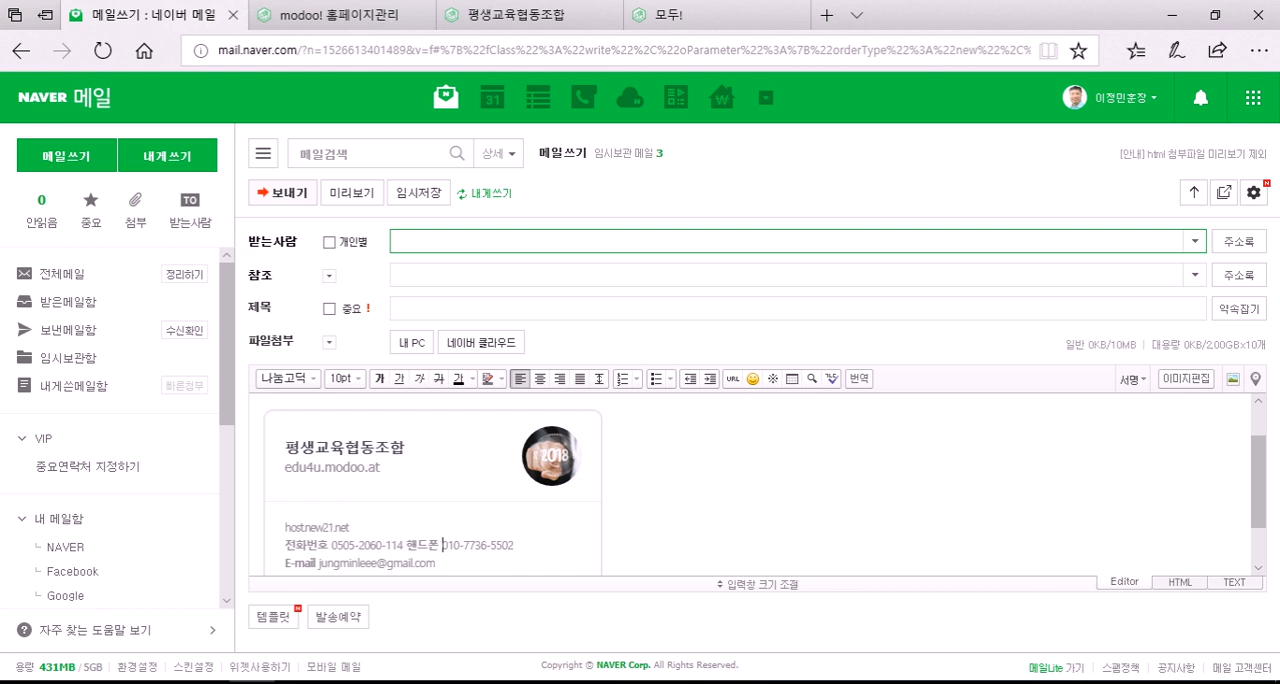 메일쓰기 : 네이버 메일
modoo! 홈페이지관리
평생교육협동조합
모두!
mail.naver.com/?n=1526613401489&v=f#%7B%22fClass%22%3A%22write%22%2C%22oParameter%22%3A%7B%22orderType%22%3A%22new%22%2C%
NAVER 메일
31
W
이정민훈장
메일쓰기
내게쓰기
메일검색
상세
메일쓰기 임시보관 메일 3
[안내] html 첨부파일 미리보기 제외
보내기
미리보기
임시저장
내게쓰기
0
TO
안읽음
중요
첨부
받는사람
받는사람
개인별
주소록
참조
주소록
제목
중요 !
약속잡기
파일첨부
내 PC
네이버 클라우드
일반 0KB/10MB
대용량 0KB/2.00GBx10개
전체메일
정리하기
받은메일함
보낸메일함
수신확인
임시보관함
내게쓴메일함
빠른첨부
나눔고딕
10pt
가
가
가
가
가
URL
번역
서명
이미지편집
VIP
중요연락처 지정하기
내 메일함
NAVER
Facebook
Google
평생교육협동조합
edu4u.modoo.at
2018
host.new21.net
전화번호 0505-2060-114 핸드폰 010-7736-5502
E-mail jungminleee@gmail.com
입력창 크기 조절
Editor
HTML
TEXT
템플릿
발송예약
자주 찾는 도움말 보기
용량 431MB / 5GB
환경설정
스킨설정
위젯사용하기
모바일 메일
Copyright © NAVER Corp. All Rights Reserved.
메일Lite 가기
스팸정책
공지사항
메일 고객센터